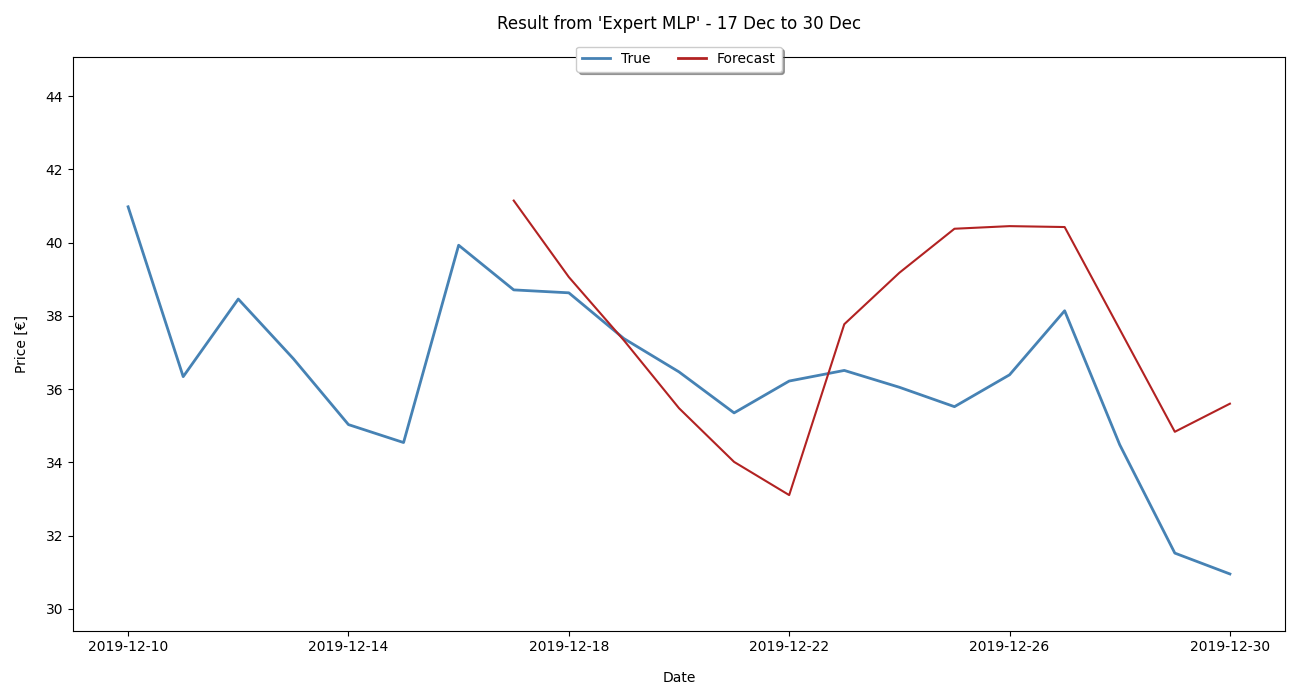 Result from 'Expert MLP' - 17 Dec to 30 Dec
True Forecast
44
42
40
38
36
34
32
30
Price [€]
2019-12-10 2019-12-14 2019-12-18 2019-12-22 2019-12-26 2019-12-30
Date